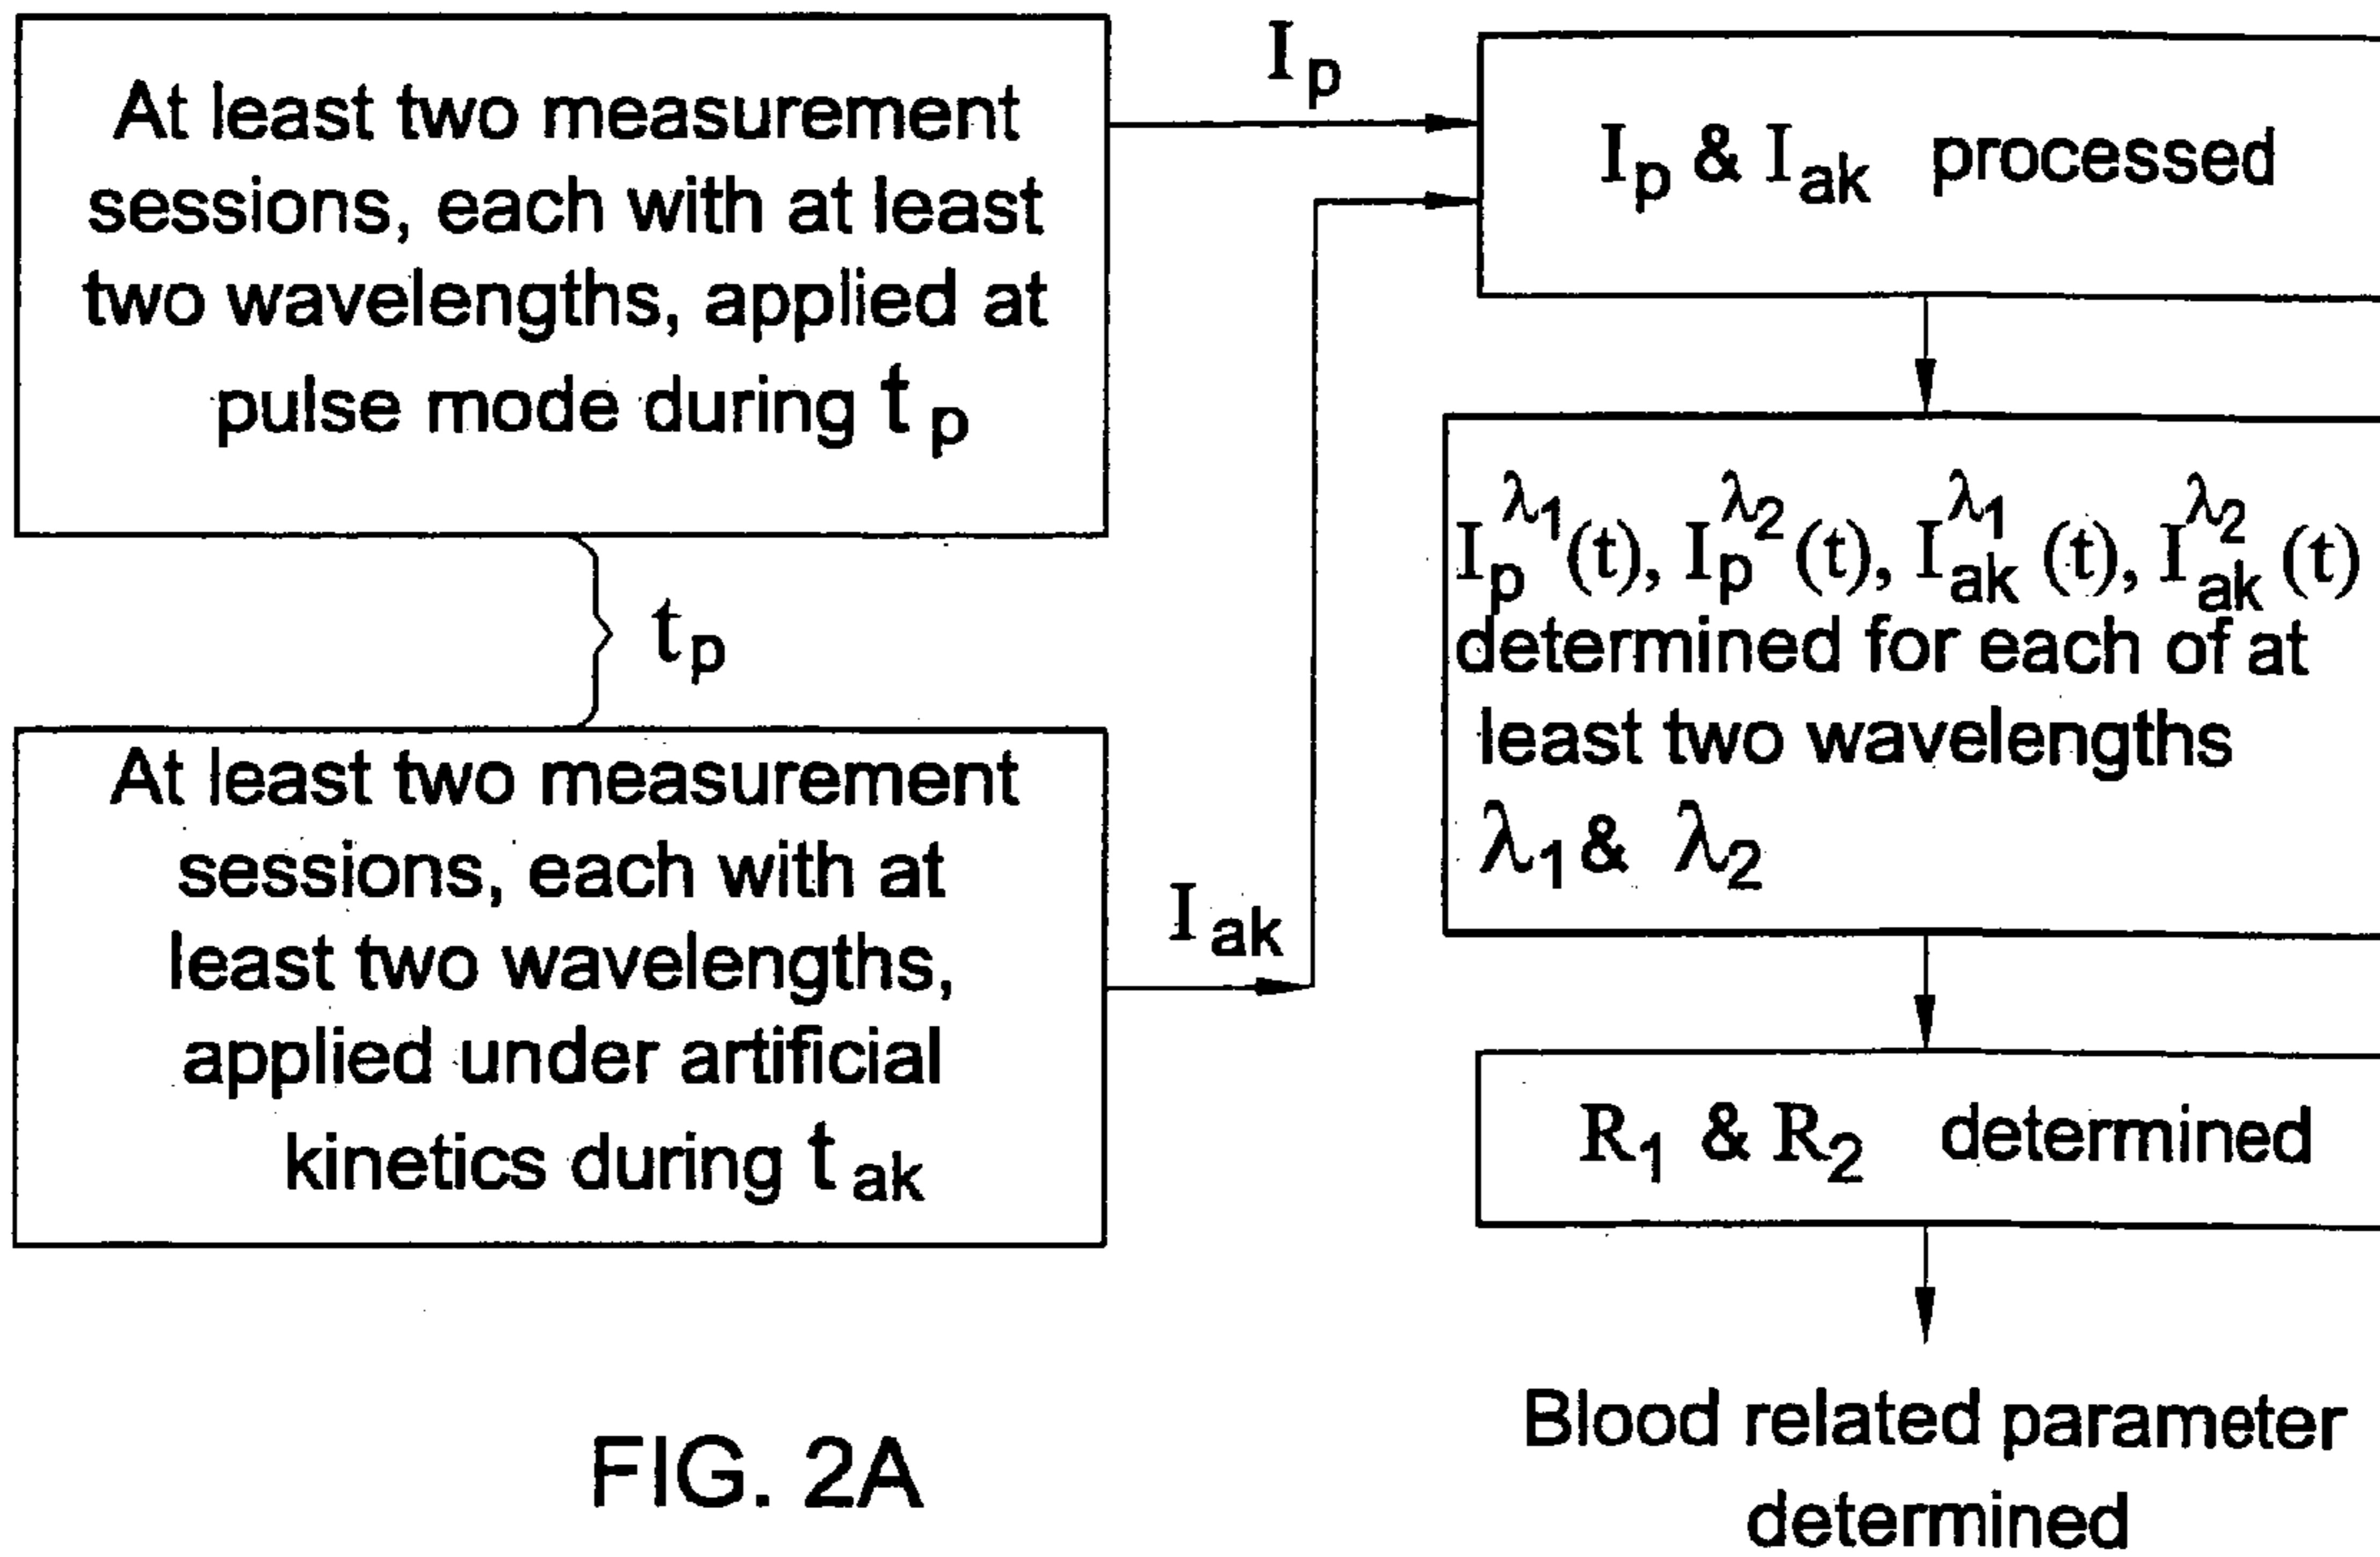 At least two measurement
sessions, each with at least
two wavelengths, applied at
pulse mode during t p
t p
At least two measurement
sessions, each with at
least two wavelengths,
applied under artificial
kinetics during t ak
I p
I ak
I p & I ak processed
I p λ1 (t), I p λ2 (t), I ak λ1 (t), I ak λ2 (t)
determined for each of at
least two wavelengths
λ1 & λ2
R1 & R2 determined
Blood related parameter
determined
FIG. 2A